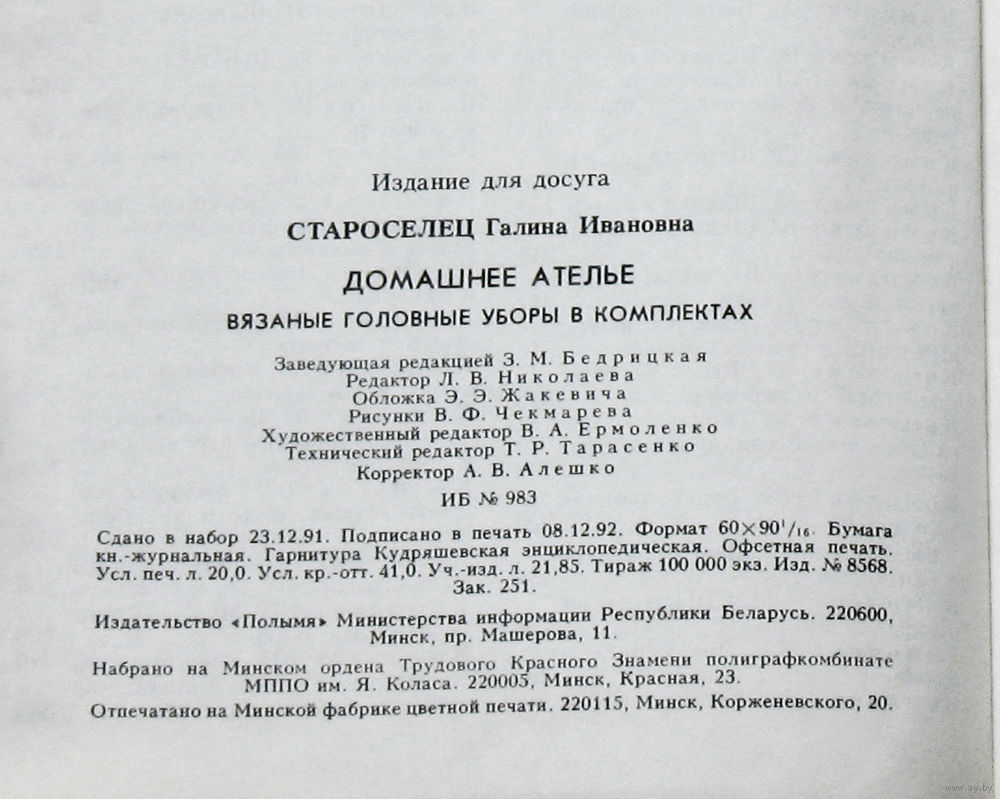 Издание для досуга
СТАРОСЕЛЕЦ Галина Ивановна
ДОМАШНЕЕ АТЕЛЬЕ
ВЯЗАНЫЕ ГОЛОВНЫЕ УБОРЫ В КОМПЛЕКТАХ
Заведующая редакцией З. М. Бедрицкая
Редактор Л. В. Николаева
Обложка Э. Э. Жакевича
Рисунки В. Ф. Чекмарева
Художественный редактор В. А. Ермоленко
Технический редактор Т. Р. Тарасенко
Корректор А. В. Алешко
ИБ № 983
Сдано в набор 23.12.91. Подписано в печать 08.12.92. Формат 60×90¹/₁₆. Бумага
кн.-журнальная. Гарнитура Кудряшевская энциклопедическая. Офсетная печать.
Усл. печ. л. 20,0. Усл. кр.-отт. 41,0. Уч.-изд. л. 21,85. Тираж 100 000 экз. Изд. № 8568.
Зак. 251.
Издательство «Полымя» Министерства информации Республики Беларусь. 220600,
Минск, пр. Машерова, 11.
Набрано на Минском ордена Трудового Красного Знамени полиграфкомбинате
МППО им. Я. Коласа. 220005, Минск, Красная, 23.
Отпечатано на Минской фабрике цветной печати. 220115, Минск, Корженевского, 20.
www.ay.by